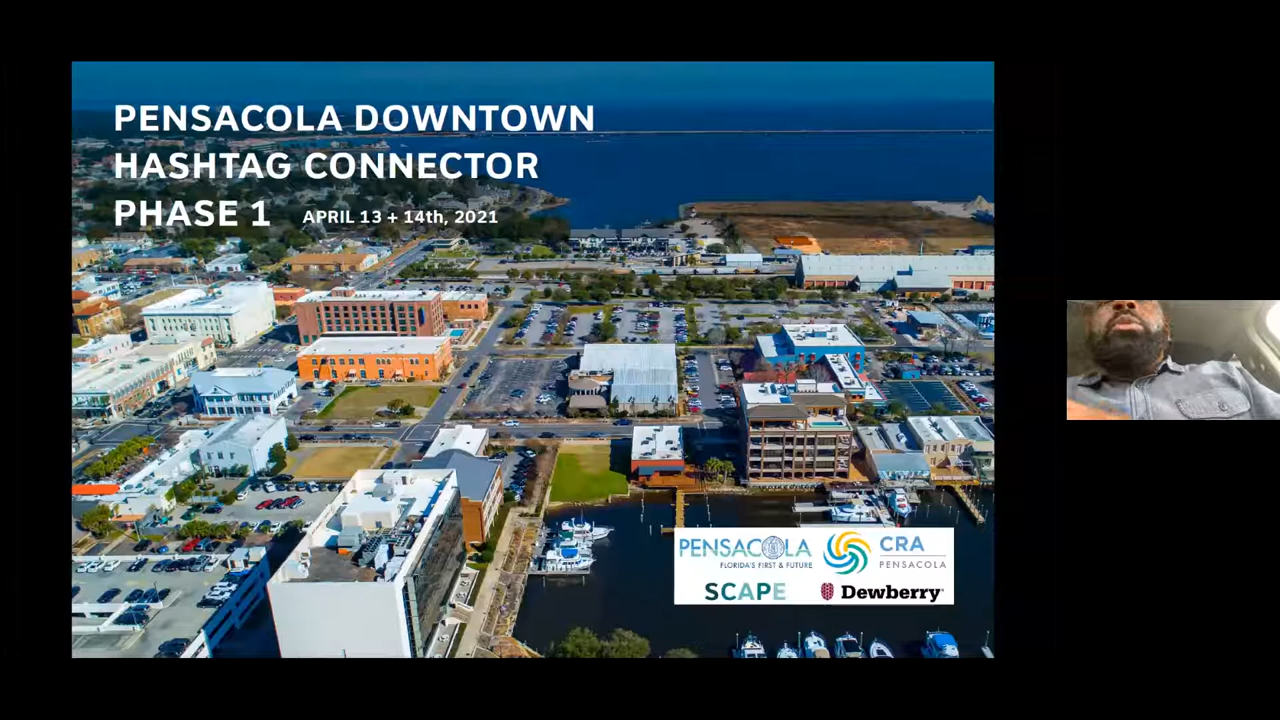 PENSACOLA DOWNTOWN
HASHTAG CONNECTOR
PHASE 1 APRIL 13 + 14th, 2021
PENSACOLA
FLORIDA'S FIRST & FUTURE
CRA
PENSACOLA
SCAPE
Dewberry